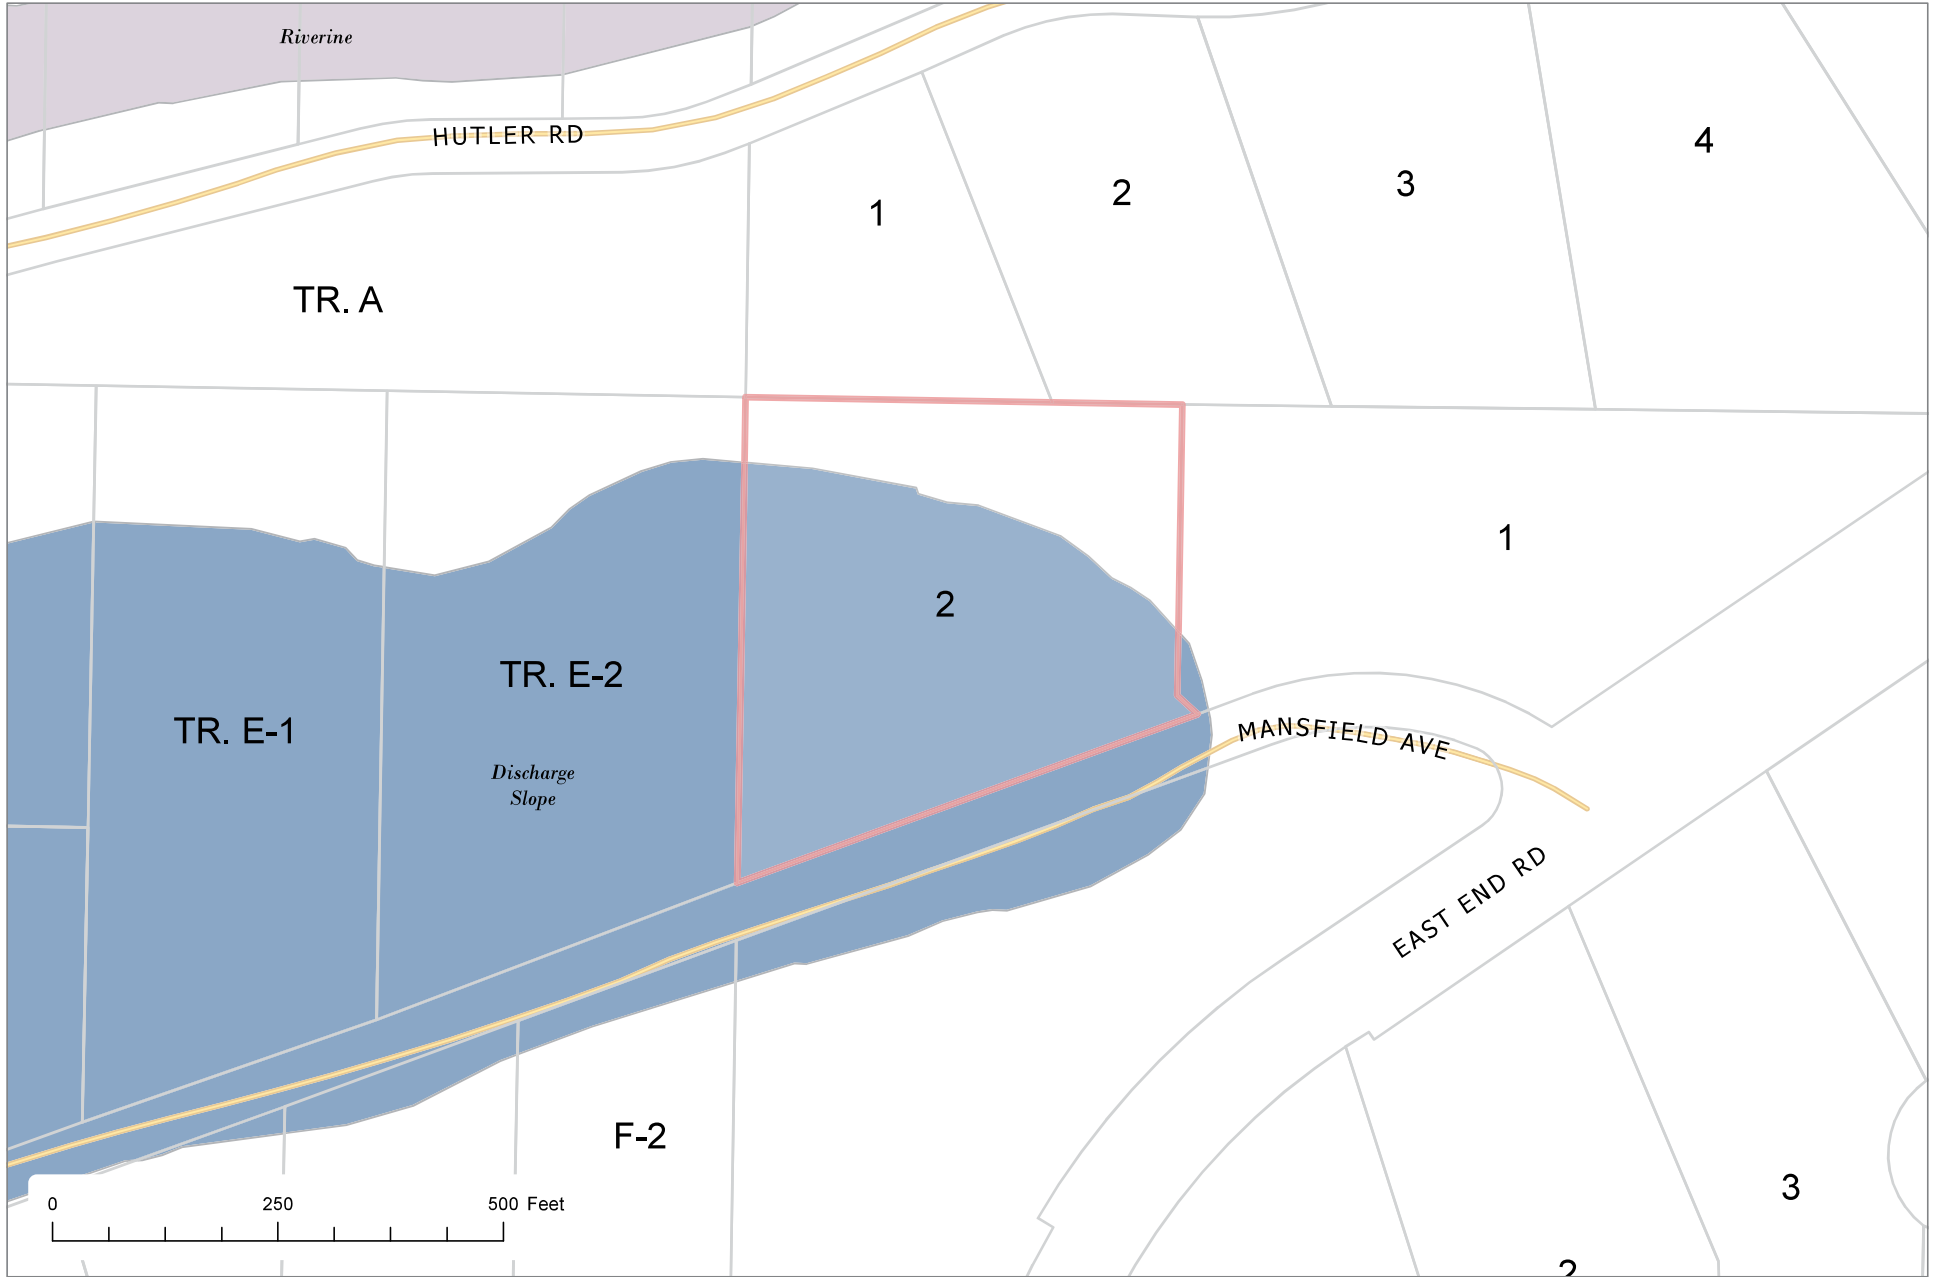 Riverine
HUTLER RD
4
3
2
1
TR. A
1
2
TR. E-2
TR. E-1
MANSFIELD AVE
Discharge
Slope
EAST END RD
F-2
3
0 250 500 Feet
2